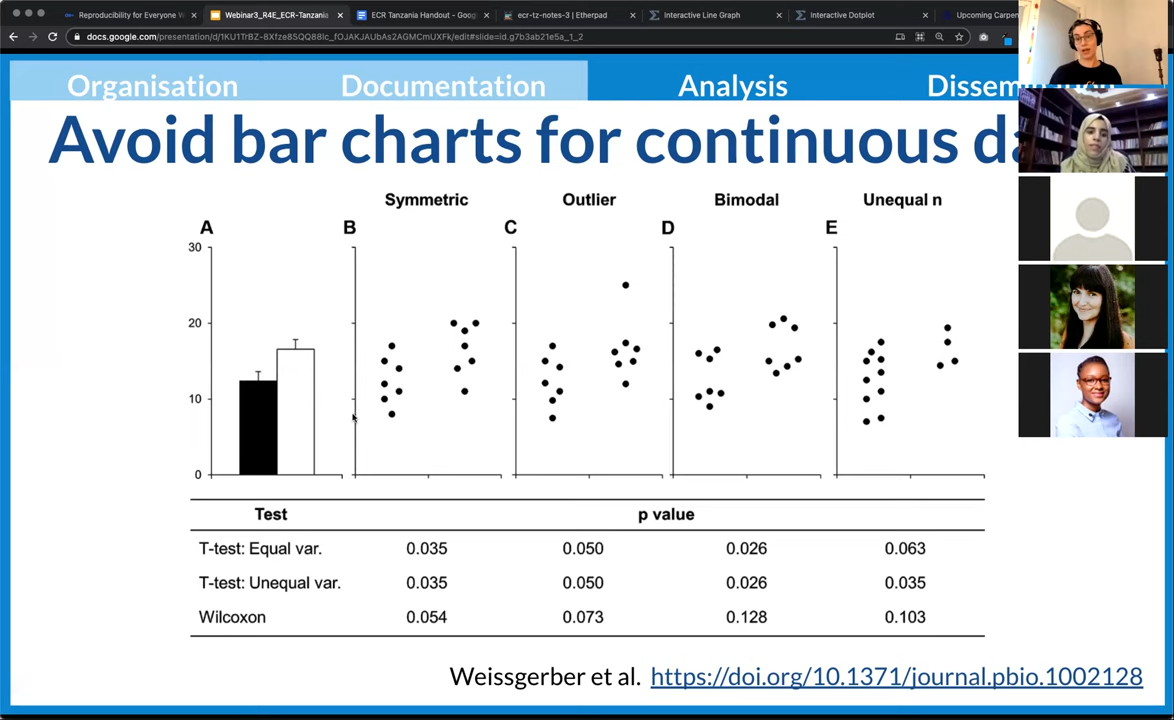 Reproducibility for Everyone W
Webinar3_R4E_ECR-Tanzania
ECR Tanzania Handout - Goog
ecr-tz-notes-3 | Etherpad
Interactive Line Graph
Interactive Dotplot
Upcoming Carpen
docs.google.com/presentation/d/1KU1TrBZ-8Xfze8SQQ88lc_fOJAKJAUbAs2AGMCmUXFk/edit#slide=id.g7b3ab21e5a_1_2
Organisation Documentation Analysis Dissem
Avoid bar charts for continuous da
Symmetric Outlier Bimodal Unequal n
A B C D E
30
20
10
0
Test p value
T-test: Equal var. 0.035 0.050 0.026 0.063
T-test: Unequal var. 0.035 0.050 0.026 0.035
Wilcoxon 0.054 0.073 0.128 0.103
Weissgerber et al. https://doi.org/10.1371/journal.pbio.1002128